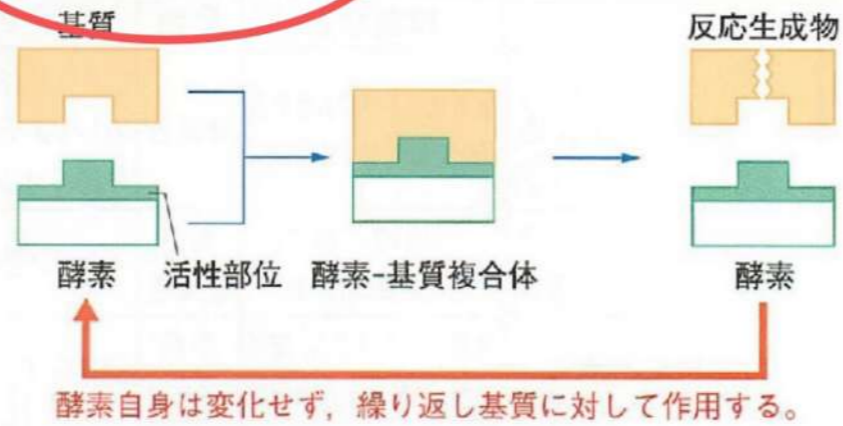 基質
反応生成物
酵素
活性部位
酵素-基質複合体
酵素
酵素自身は変化せず，繰り返し基質に対して作用する。